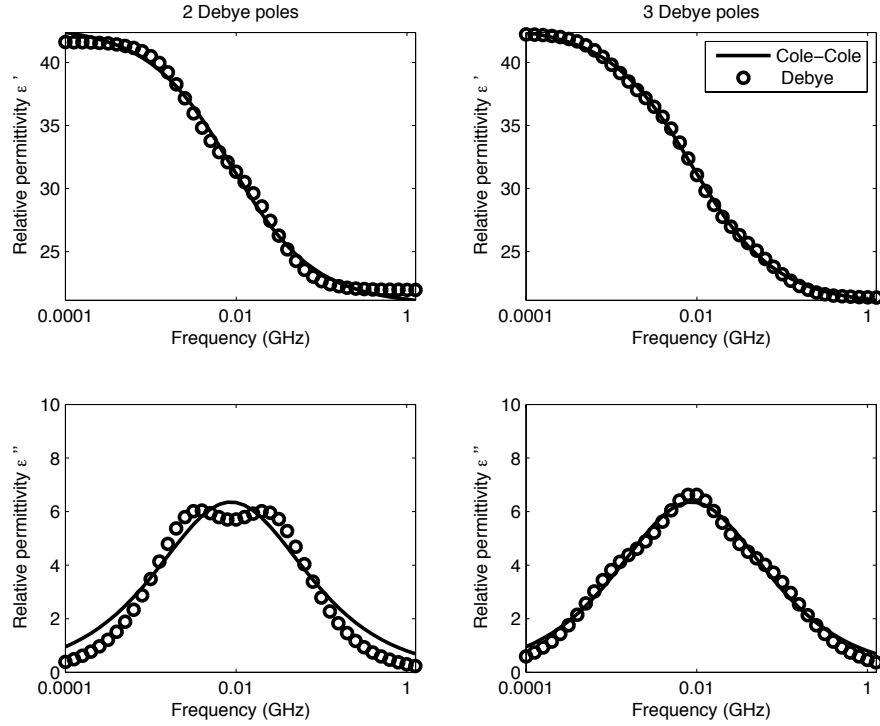 2 Debye poles
3 Debye poles
Relative permittivity ε '
40
35
30
25
0.0001
0.01
1
Frequency (GHz)
Relative permittivity ε '
40
35
30
25
0.0001
0.01
1
Frequency (GHz)
Cole−Cole
Debye
Relative permittivity ε ''
10
8
6
4
2
0
0.0001
0.01
1
Frequency (GHz)
Relative permittivity ε ''
10
8
6
4
2
0
0.0001
0.01
1
Frequency (GHz)